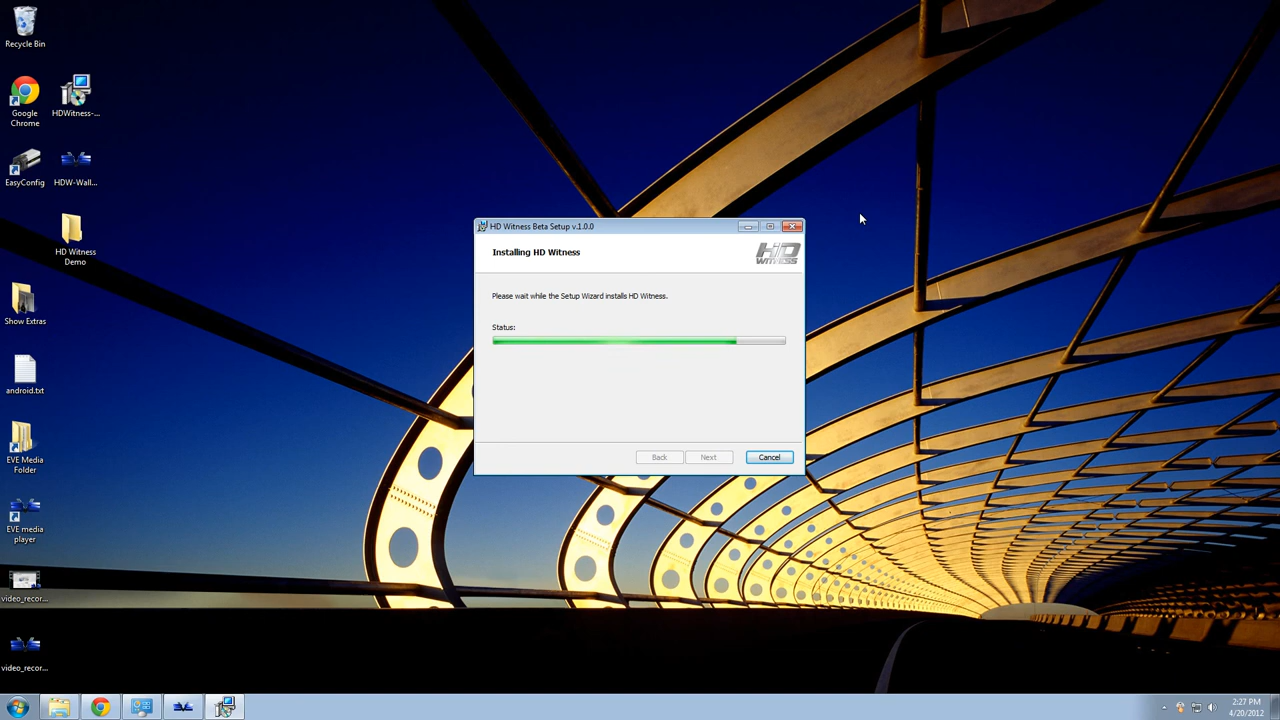 Recycle Bin
Google Chrome
HDWitness-...
EasyConfig
HDW-Wall...
HD Witness Demo
Show Extras
android.txt
EVE Media Folder
EVE media player
video_recor...
video_recor...
HD Witness Beta Setup v.1.0.0
Installing HD Witness
HD WITNESS
Please wait while the Setup Wizard installs HD Witness.
Status:
Back
Next
Cancel
2:27 PM
4/20/2012